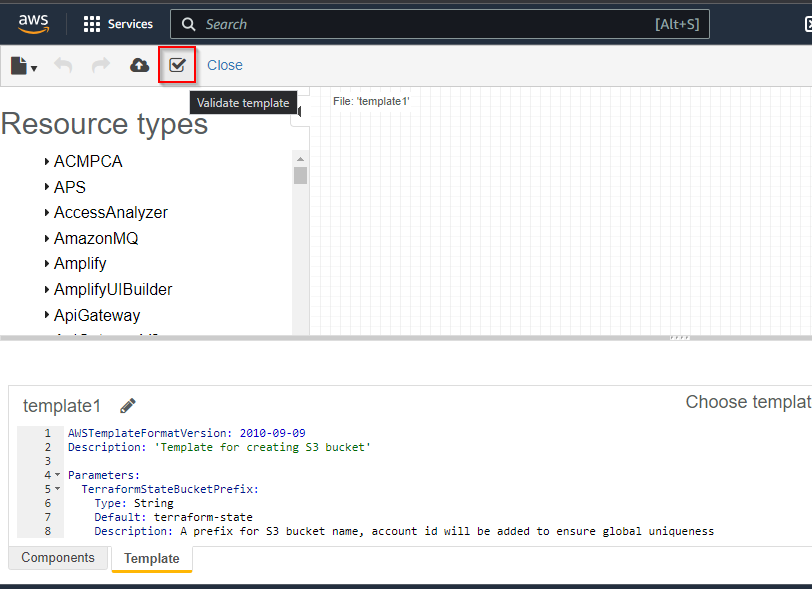 aws
Services
Search
[Alt+S]
Close
Validate template
File: 'template1'
Resource types
ACMPCA
APS
AccessAnalyzer
AmazonMQ
Amplify
AmplifyUIBuilder
ApiGateway
template1
Choose templat
1 AWSTemplateFormatVersion: 2010-09-09
2 Description: 'Template for creating S3 bucket'
3
4 Parameters:
5 TerraformStateBucketPrefix:
6 Type: String
7 Default: terraform-state
8 Description: A prefix for S3 bucket name, account id will be added to ensure global uniqueness
Components
Template